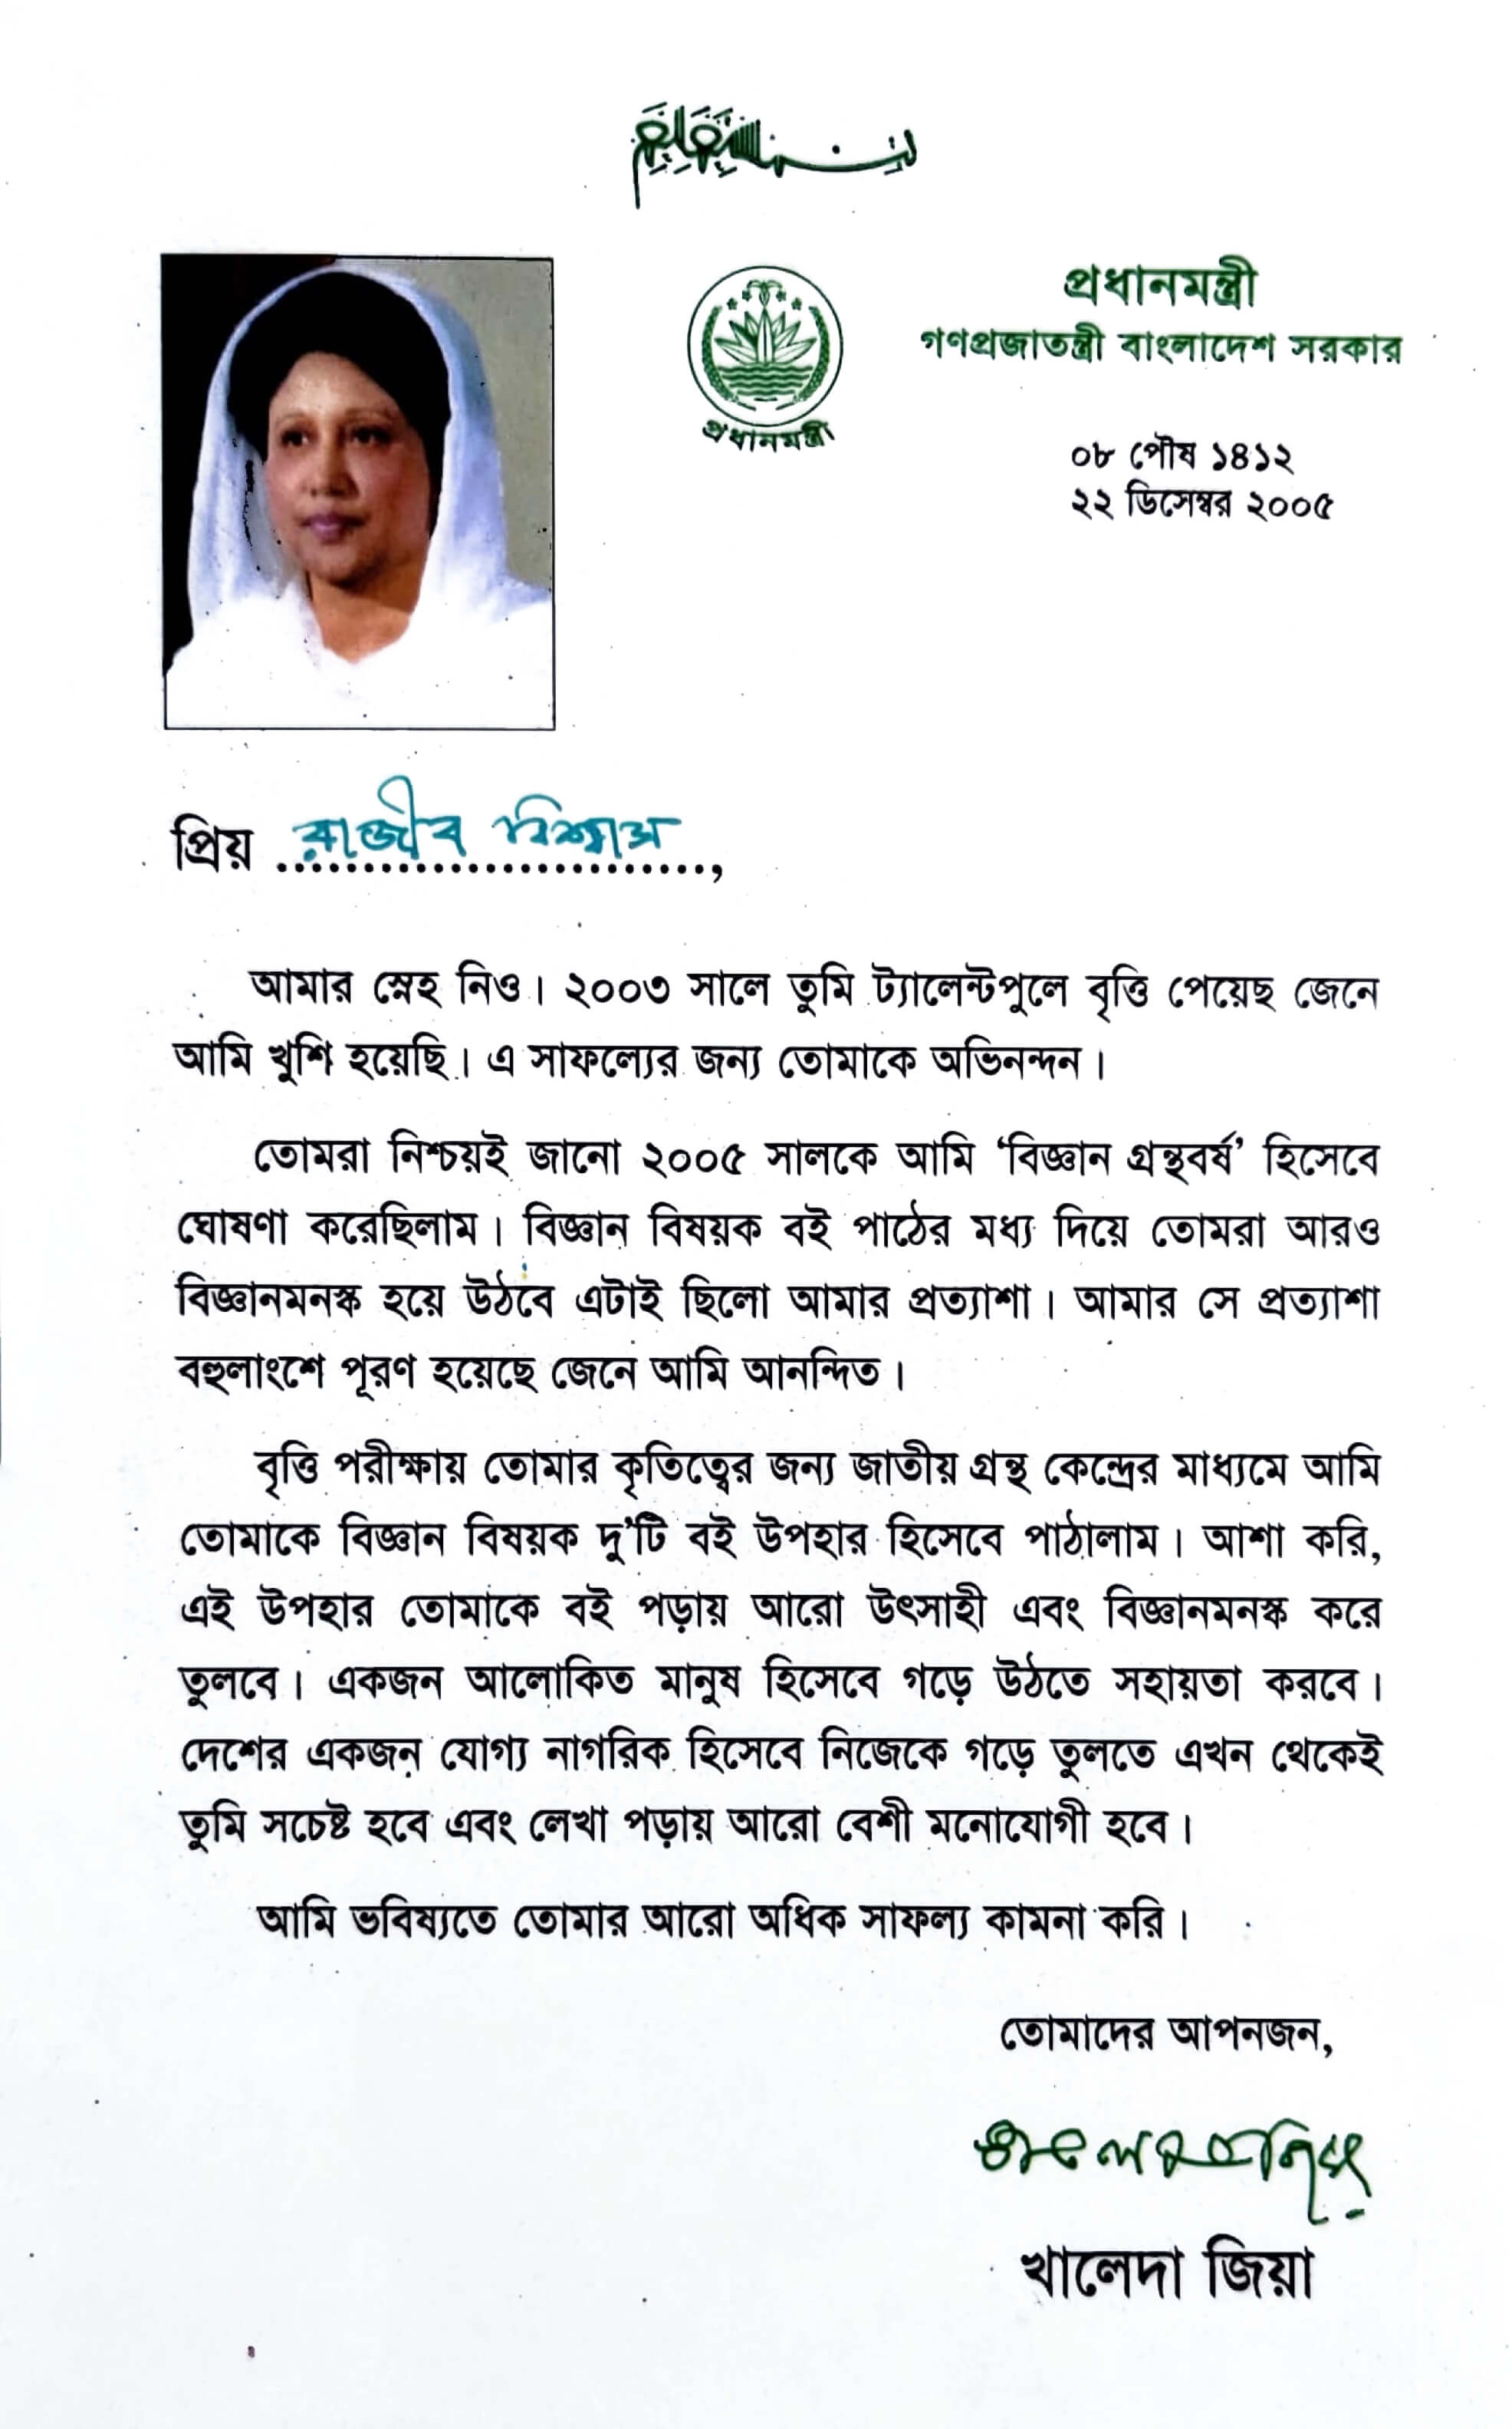 ﷽
প্রধানমন্ত্রী
গণপ্রজাতন্ত্রী বাংলাদেশ সরকার
প্রধানমন্ত্রী
০৮ পৌষ ১৪১২
২২ ডিসেম্বর ২০০৫
প্রিয় রাজীব বিশ্বাস,
আমার স্নেহ নিও। ২০০৩ সালে তুমি ট্যালেন্টপুলে বৃত্তি পেয়েছ জেনে
আমি খুশি হয়েছি। এ সাফল্যের জন্য তোমাকে অভিনন্দন।
তোমরা নিশ্চয়ই জানো ২০০৫ সালকে আমি ‘বিজ্ঞান গ্রন্থবর্ষ’ হিসেবে
ঘোষণা করেছিলাম। বিজ্ঞান বিষয়ক বই পাঠের মধ্য দিয়ে তোমরা আরও
বিজ্ঞানমনস্ক হয়ে উঠবে এটাই ছিলো আমার প্রত্যাশা। আমার সে প্রত্যাশা
বহুলাংশে পূরণ হয়েছে জেনে আমি আনন্দিত।
বৃত্তি পরীক্ষায় তোমার কৃতিত্বের জন্য জাতীয় গ্রন্থ কেন্দ্রের মাধ্যমে আমি
তোমাকে বিজ্ঞান বিষয়ক দু’টি বই উপহার হিসেবে পাঠালাম। আশা করি,
এই উপহার তোমাকে বই পড়ায় আরো উৎসাহী এবং বিজ্ঞানমনস্ক করে
তুলবে। একজন আলোকিত মানুষ হিসেবে গড়ে উঠতে সহায়তা করবে।
দেশের একজন যোগ্য নাগরিক হিসেবে নিজেকে গড়ে তুলতে এখন থেকেই
তুমি সচেষ্ট হবে এবং লেখা পড়ায় আরো বেশী মনোযোগী হবে।
আমি ভবিষ্যতে তোমার আরো অধিক সাফল্য কামনা করি।
তোমাদের আপনজন,
খালেদা জিয়া
খালেদা জিয়া